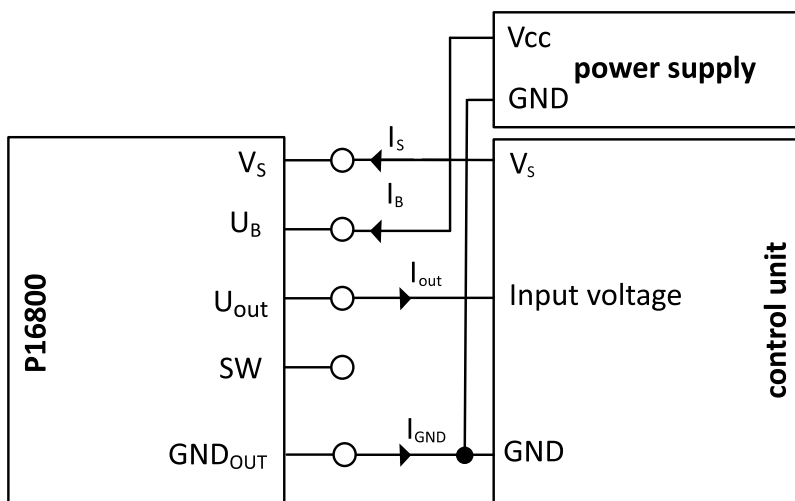 Vcc
power supply
GND
P16800
V_S
I_S
V_S
U_B
I_B
U_out
I_out
Input voltage
control unit
SW
GND_OUT
I_GND
GND